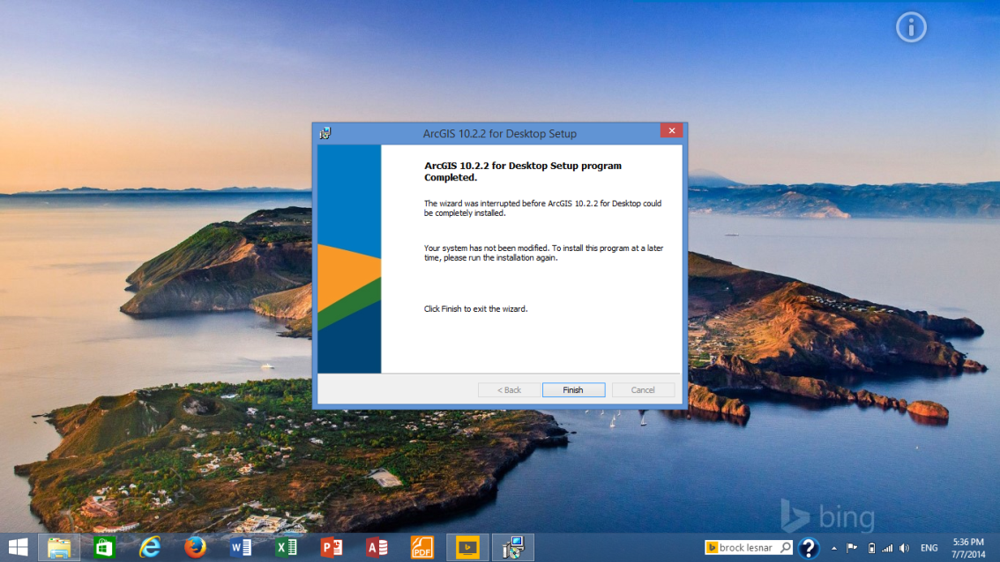 ArcGIS 10.2.2 for Desktop Setup
ArcGIS 10.2.2 for Desktop Setup program
Completed.
The wizard was interrupted before ArcGIS 10.2.2 for Desktop could
be completely installed.
Your system has not been modified. To install this program at a later
time, please run the installation again.
Click Finish to exit the wizard.
< Back
Finish
Cancel
bing
PDF
brock lesnar
ENG
5:36 PM
7/7/2014